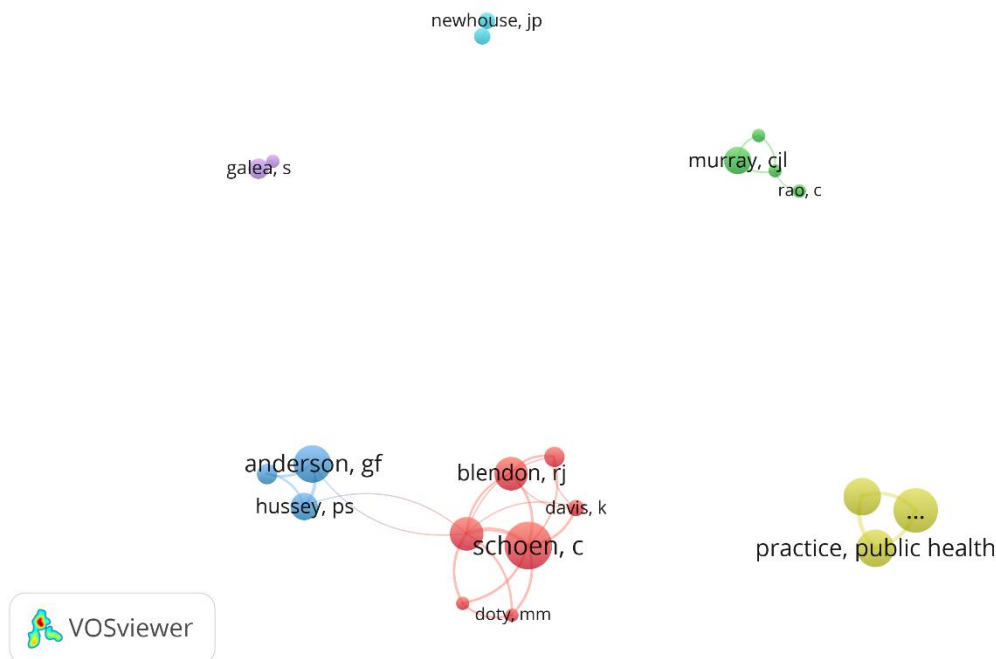 newhouse, jp
galea, s
murray, cjl
rao, c
anderson, gf
blendon, rj
hussey, ps
davis, k
...
schoen, c
practice, public health
doty, mm
VOSviewer